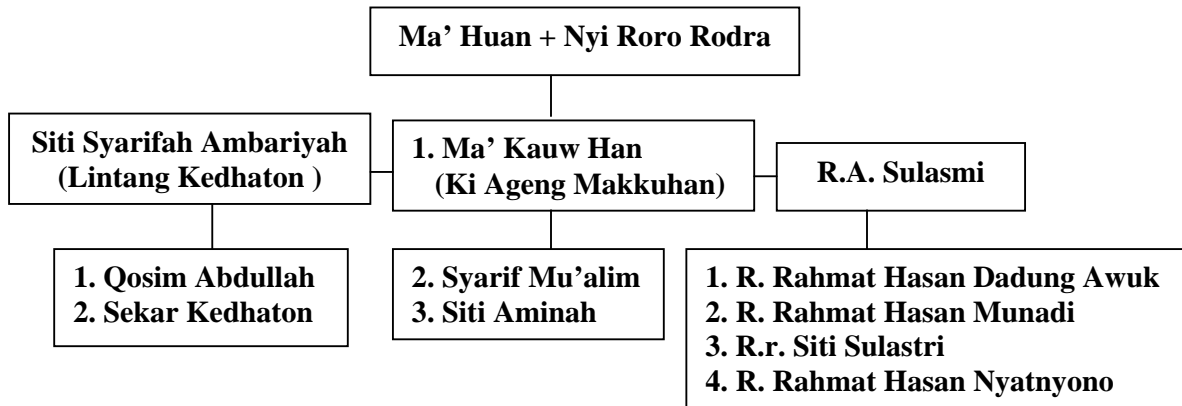 Ma’ Huan + Nyi Roro Rodra
Siti Syarifah Ambariyah
(Lintang Kedhaton )
1. Ma’ Kauw Han
(Ki Ageng Makkuhan)
R.A. Sulasmi
1. Qosim Abdullah
2. Sekar Kedhaton
2. Syarif Mu’alim
3. Siti Aminah
1. R. Rahmat Hasan Dadung Awuk
2. R. Rahmat Hasan Munadi
3. R.r. Siti Sulastri
4. R. Rahmat Hasan Nyatnyono